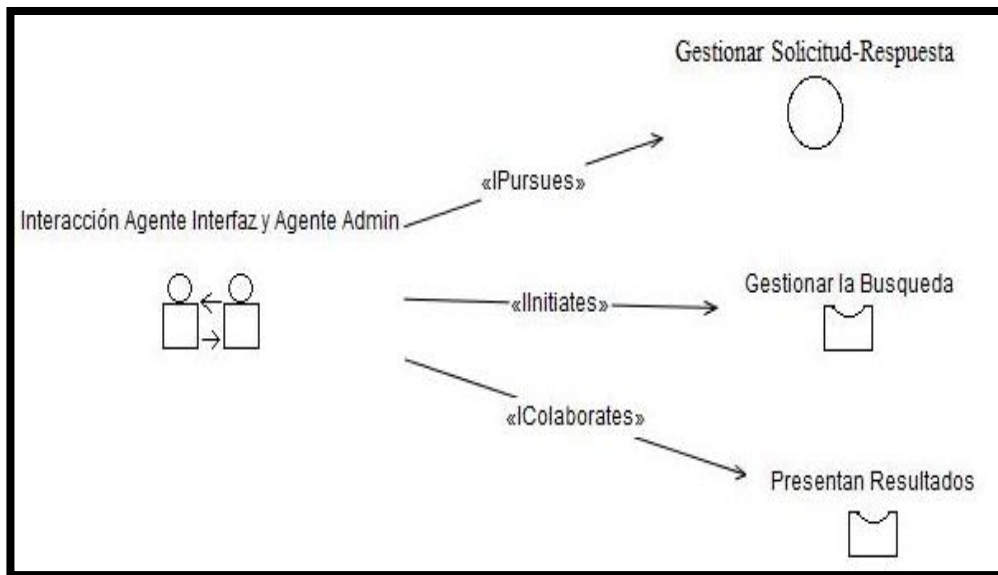 Gestionar Solicitud-Respuesta
«IPursues»
Interacción Agente Interfaz y Agente Admin
Gestionar la Busqueda
«IInitiates»
«IColaborates»
Presentan Resultados